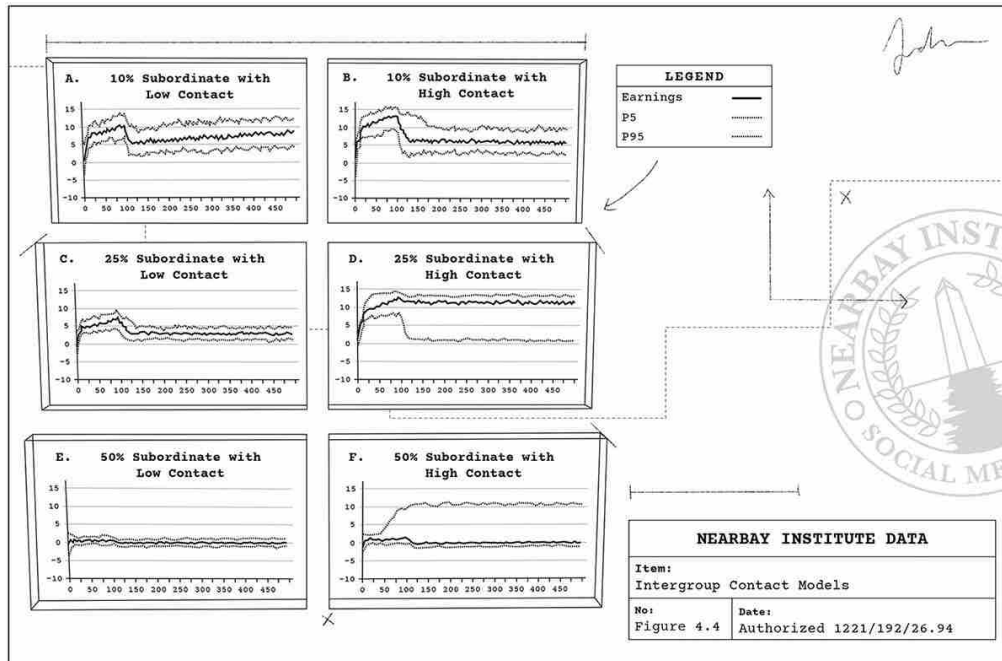 A. 10% Subordinate with
Low Contact
15
10
5
0
-5
-10
0 50 100 150 200 250 300 350 400 450
B. 10% Subordinate with
High Contact
15
10
5
0
-5
-10
0 50 100 150 200 250 300 350 400 450
LEGEND
Earnings
P5
P95
X
C. 25% Subordinate with
Low Contact
15
10
5
0
-5
-10
0 50 100 150 200 250 300 350 400 450
D. 25% Subordinate with
High Contact
15
10
5
0
-5
-10
0 50 100 150 200 250 300 350 400 450
E. 50% Subordinate with
Low Contact
15
10
5
0
-5
-10
0 50 100 150 200 250 300 350 400 450
F. 50% Subordinate with
High Contact
15
10
5
0
-5
-10
0 50 100 150 200 250 300 350 400 450
X
NEARBAY
SOCIAL
NEARBAY INSTITUTE DATA
Item:
Intergroup Contact Models
No:
Figure 4.4
Date:
Authorized 1221/192/26.94